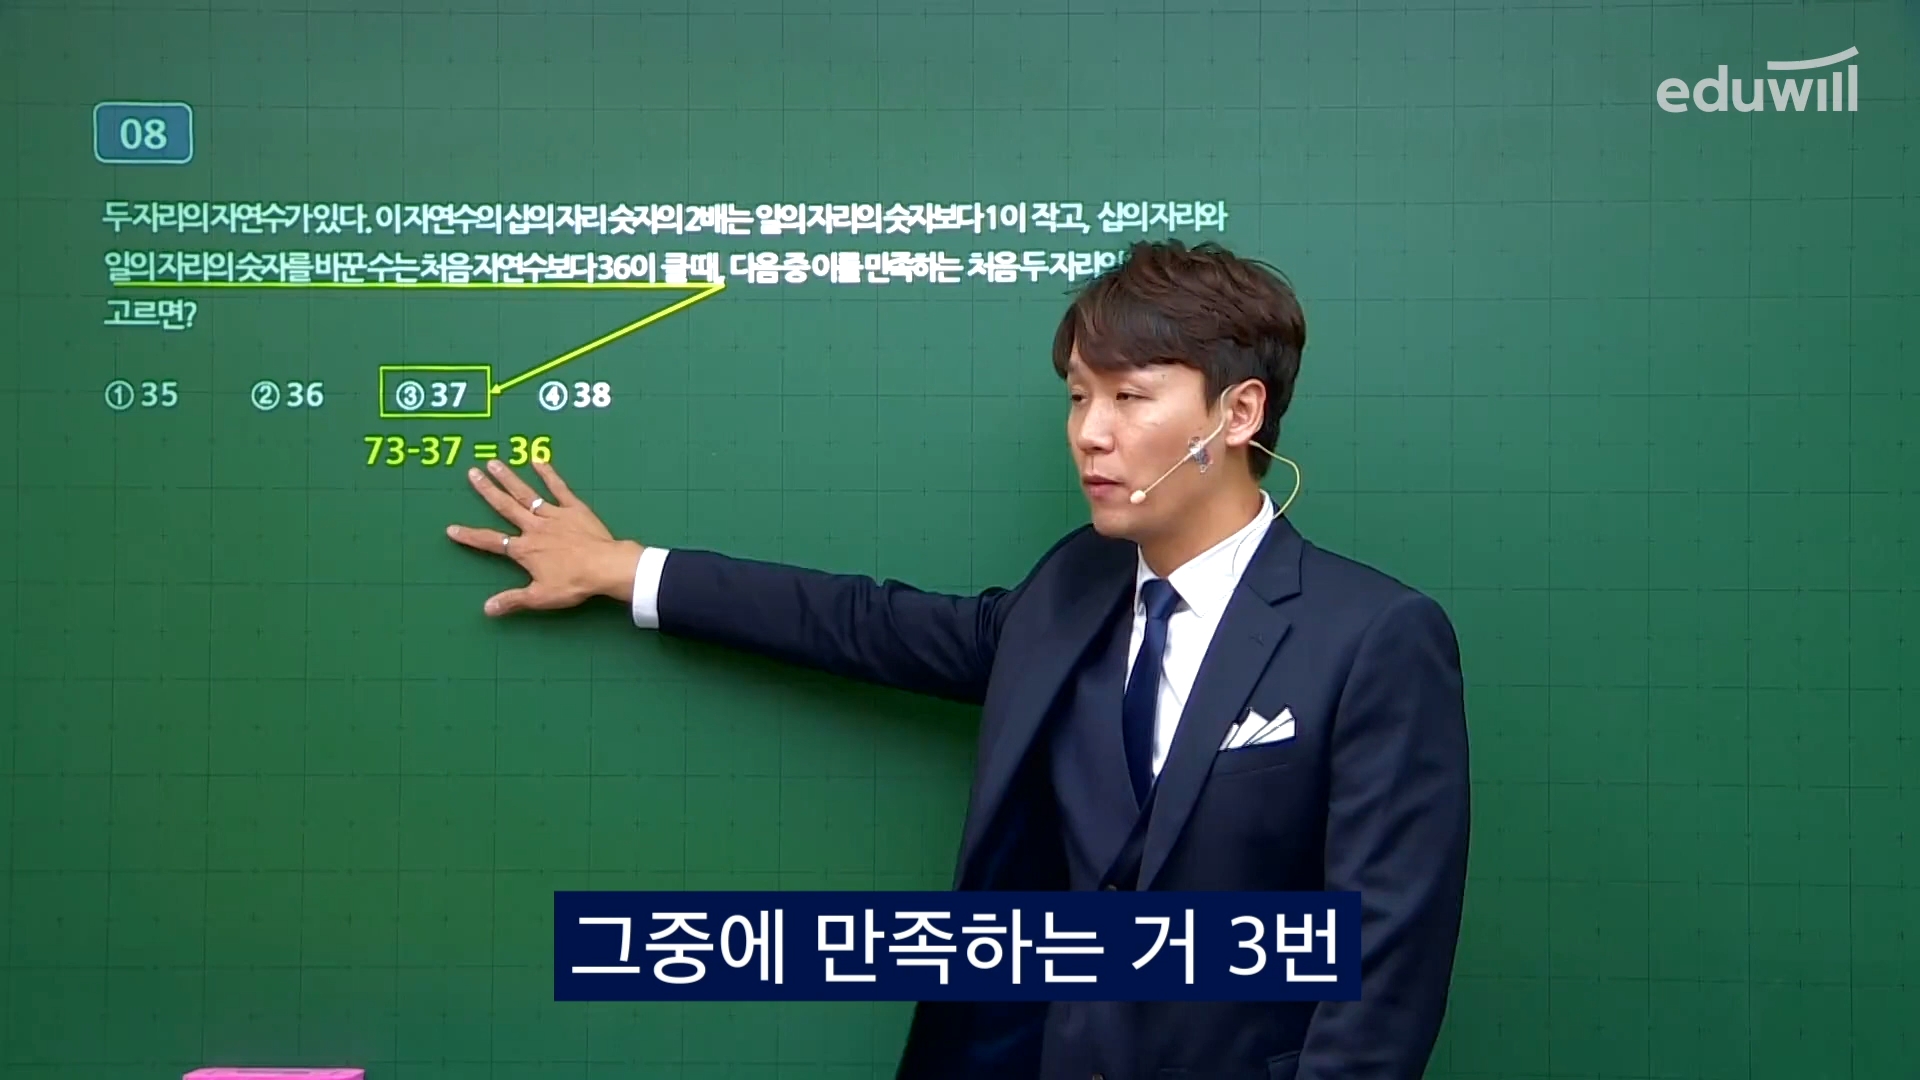 eduwill
08
두 자리의 자연수가 있다. 이 자연수의 십의 자리 숫자의 2배는 일의 자리의 숫자보다 1이 작고, 십의 자리와
일의 자리의 숫자를 바꾼 수는 처음 자연수보다 36이 클 때, 다음 중 이를 만족하는 처음 두 자리의
고르면?
① 35 ② 36 ③ 37 ④ 38
73-37 = 36
그중에 만족하는 거 3번